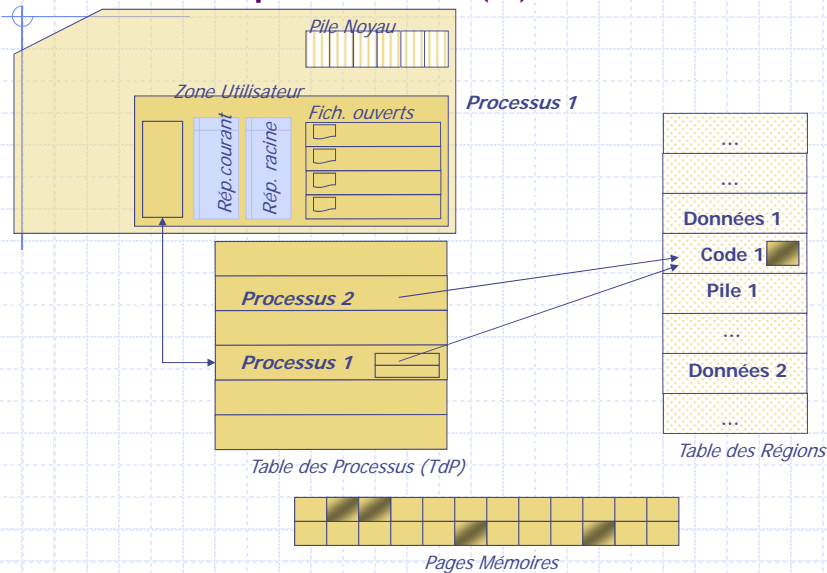 Pile Noyau
Zone Utilisateur
Processus 1
Fich. ouverts
Rép.courant
Rép. racine
...
...
Données 1
Code 1
Pile 1
...
Données 2
...
Table des Régions
Processus 2
Processus 1
Table des Processus (TdP)
Pages Mémoires